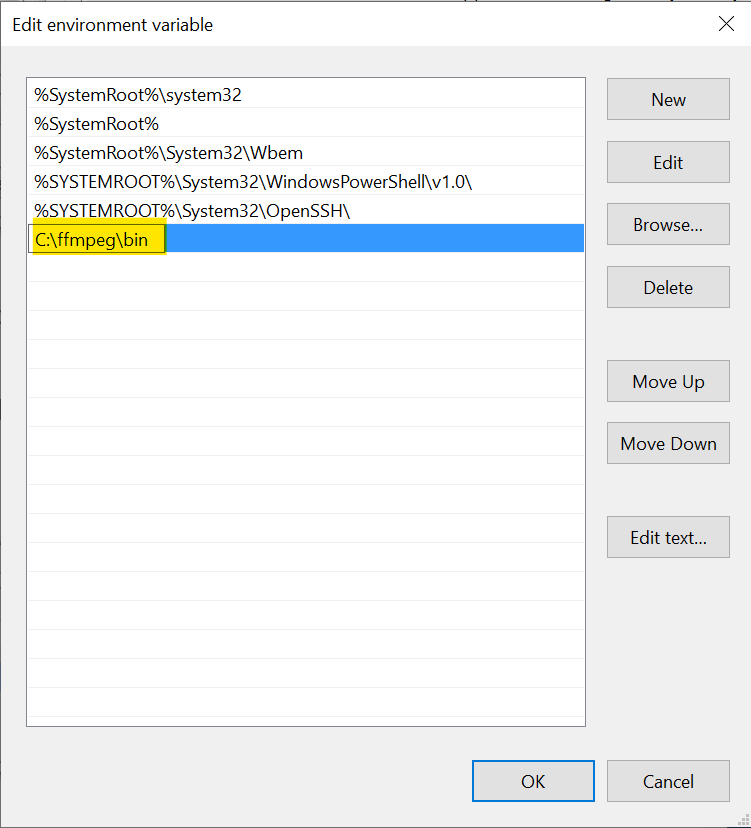 Edit environment variable
%SystemRoot%\system32
%SystemRoot%
%SystemRoot%\System32\Wbem
%SYSTEMROOT%\System32\WindowsPowerShell\v1.0\
%SYSTEMROOT%\System32\OpenSSH\
C:\ffmpeg\bin
New
Edit
Browse...
Delete
Move Up
Move Down
Edit text...
OK
Cancel